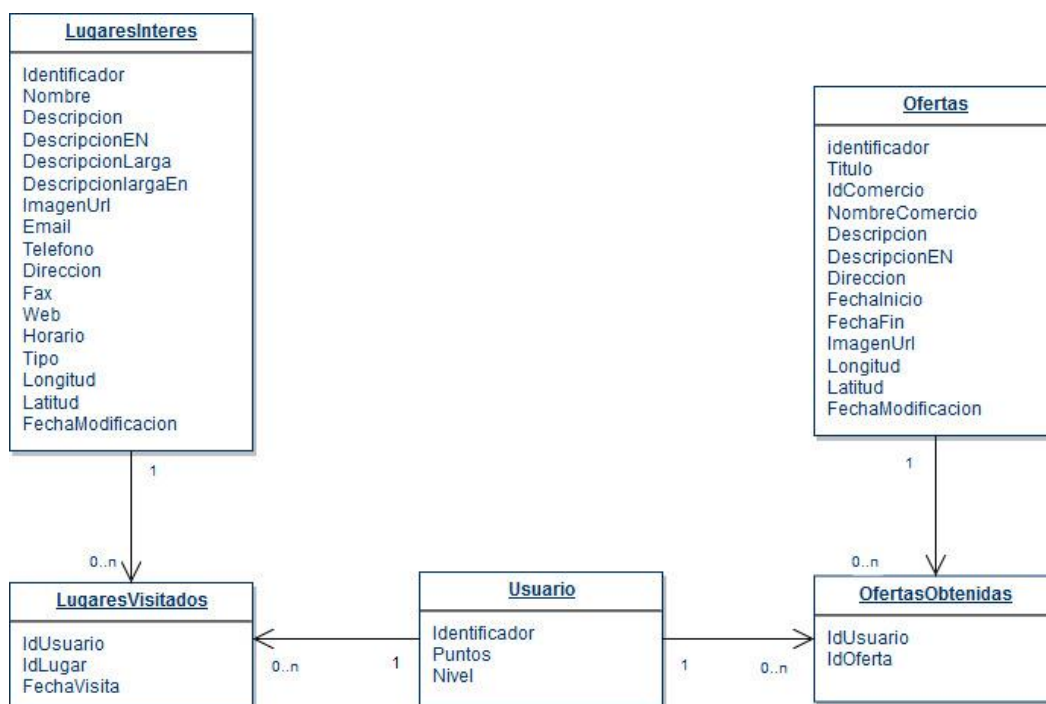 LugaresInteres
Identificador
Nombre
Descripcion
DescripcionEN
DescripcionLarga
DescripcionlargaEn
ImagenUrl
Email
Telefono
Direccion
Fax
Web
Horario
Tipo
Longitud
Latitud
FechaModificacion
Ofertas
identificador
Titulo
IdComercio
NombreComercio
Descripcion
DescripcionEN
Direccion
FechaInicio
FechaFin
ImagenUrl
Longitud
Latitud
FechaModificacion
1
0..n
1
0..n
LugaresVisitados
IdUsuario
IdLugar
FechaVisita
0..n
1
Usuario
Identificador
Puntos
Nivel
1
0..n
OfertasObtenidas
IdUsuario
IdOferta